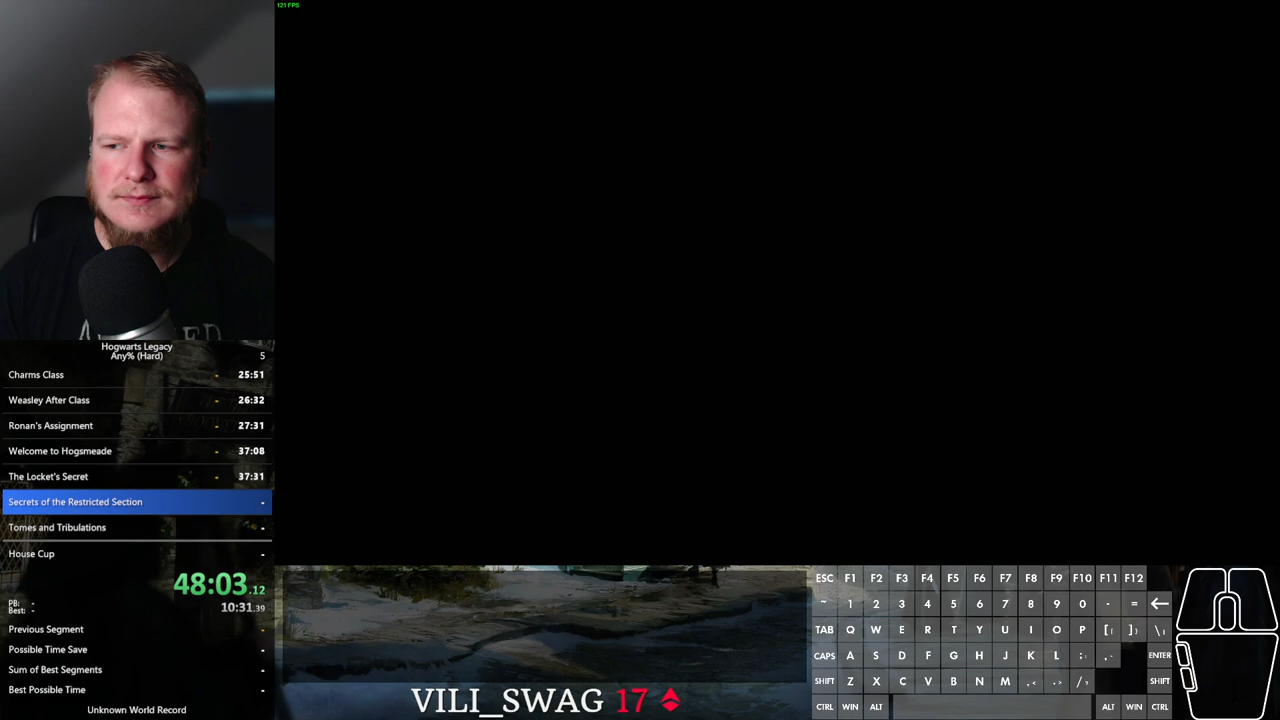 121 FPS
Hogwarts Legacy
Any% (Hard) 5
Charms Class - 25:51
Weasley After Class - 26:32
Ronan's Assignment - 27:31
Welcome to Hogsmeade - 37:08
The Locket's Secret - 37:31
Secrets of the Restricted Section -
Tomes and Tribulations -
House Cup -
48:03.12
PB: -
Best: -
10:31.39
Previous Segment -
Possible Time Save -
Sum of Best Segments -
Best Possible Time -
Unknown World Record
VILI_SWAG 17
ESC F1 F2 F3 F4 F5 F6 F7 F8 F9 F10 F11 F12
~ 1 2 3 4 5 6 7 8 9 0 - = ←
TAB Q W E R T Y U I O P [{ ]} \|
CAPS A S D F G H J K L ;: ,. ENTER
SHIFT Z X C V B N M ,< .> /? SHIFT
CTRL WIN ALT ALT WIN CTRL